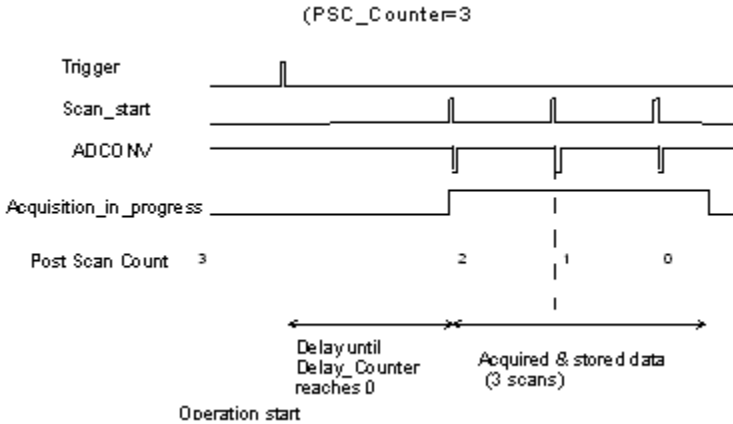 (PSC_Counter=3
Trigger
Scan_start
ADCONV
Acquisition_in_progress
Post Scan Count 3 2 1 0
Delay until
Delay_Counter
reaches 0
Acquired & stored data
(3 scans)
Operation start